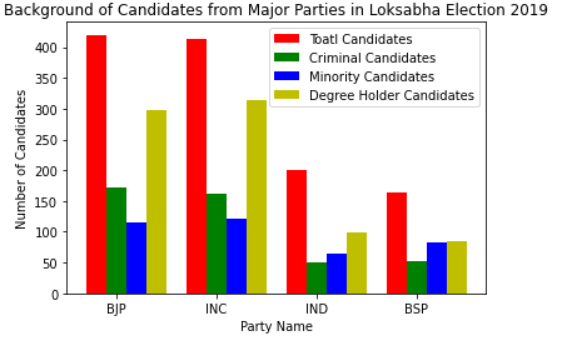 Background of Candidates from Major Parties in Loksabha Election 2019
Toatl Candidates
Criminal Candidates
Minority Candidates
Degree Holder Candidates
Number of Candidates
400
350
300
250
200
150
100
50
0
BJP INC IND BSP
Party Name